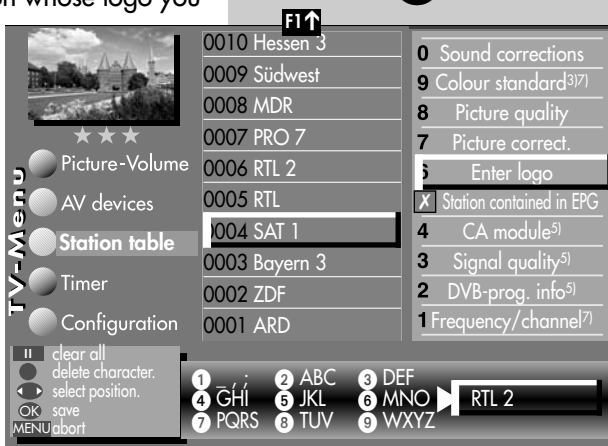 on whose logo you
F1↑
TV-Menu
★★★
Picture-Volume
AV devices
Station table
Timer
Configuration
0010 Hessen 3
0009 Südwest
0008 MDR
0007 PRO 7
0006 RTL 2
0005 RTL
0004 SAT 1
0003 Bayern 3
0002 ZDF
0001 ARD
0 Sound corrections
9 Colour standard3)7)
8 Picture quality
7 Picture correct.
6 Enter logo
✗ Station contained in EPG
4 CA module5)
3 Signal quality5)
2 DVB-prog. info5)
1 Frequency/channel7)
II clear all
delete character.
select position.
OK save
MENU abort
1 _ , ; 2 ABC 3 DEF
4 GHI 5 JKL 6 MNO
7 PQRS 8 TUV 9 WXYZ
RTL 2